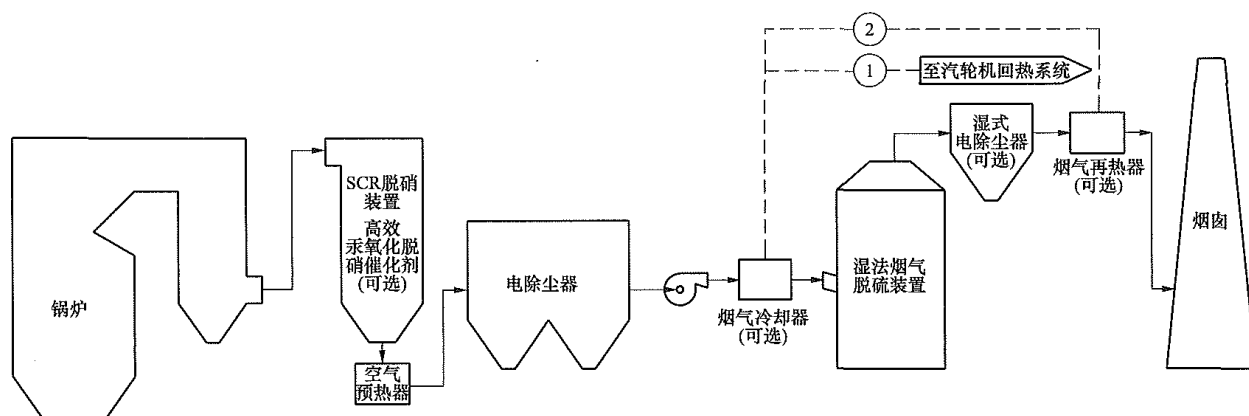 ②
①
至汽轮机回热系统
湿式
电除尘器
(可选)
烟气再热器
(可选)
SCR脱硝
装置
高效
汞氧化脱
硝催化剂
(可选)
锅炉
空气
预热器
电除尘器
烟气冷却器
(可选)
湿法烟气
脱硫装置
烟囱